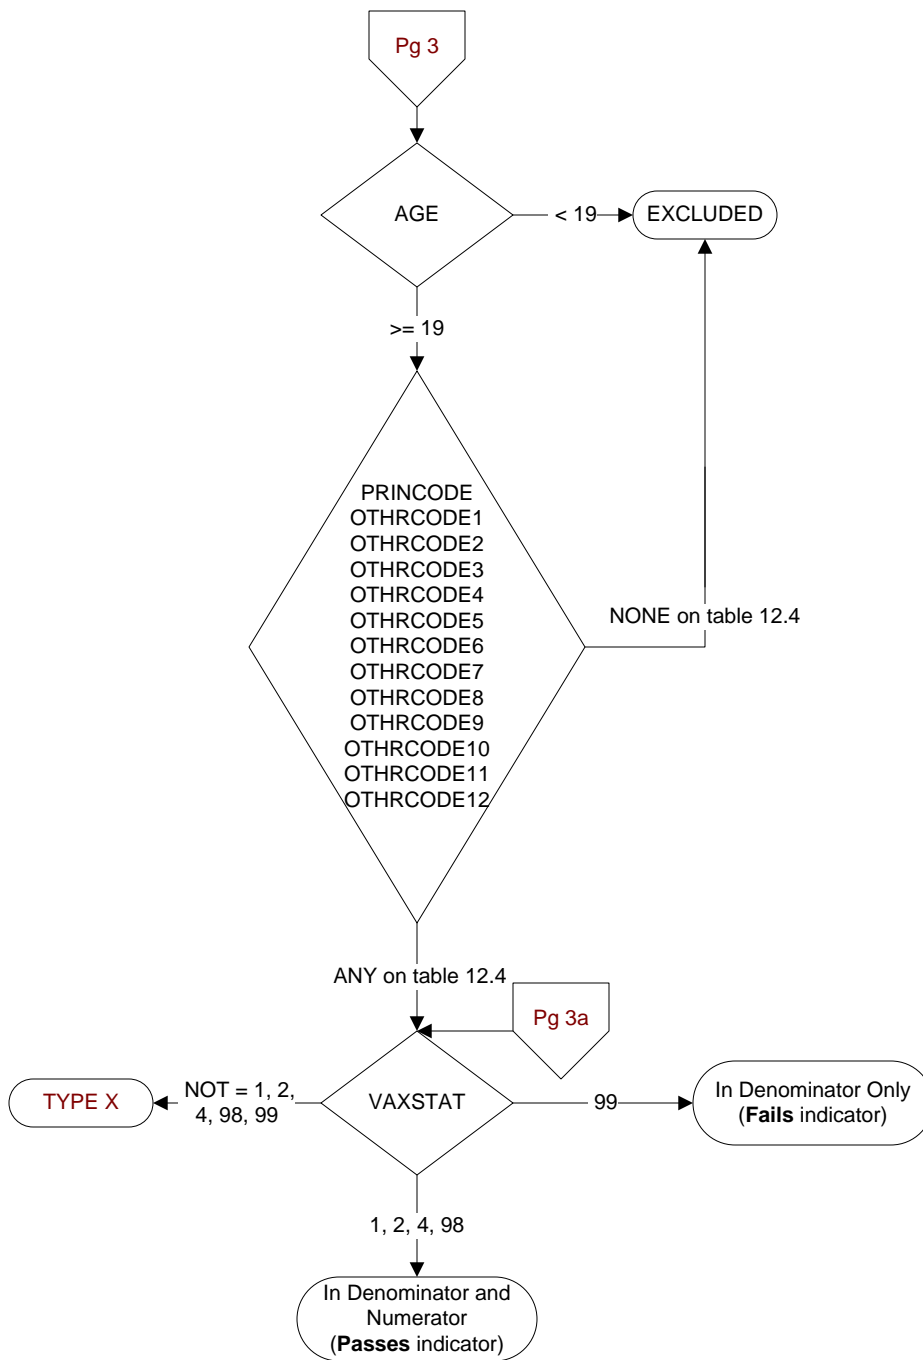 Pg 3
AGE
< 19
EXCLUDED
>= 19
PRINCODE
OTHRCODE1
OTHRCODE2
OTHRCODE3
OTHRCODE4
OTHRCODE5
OTHRCODE6
OTHRCODE7
OTHRCODE8
OTHRCODE9
OTHRCODE10
OTHRCODE11
OTHRCODE12
NONE on table 12.4
ANY on table 12.4
Pg 3a
TYPE X
NOT = 1, 2,
4, 98, 99
VAXSTAT
99
In Denominator Only
(Fails indicator)
1, 2, 4, 98
In Denominator and
Numerator
(Passes indicator)